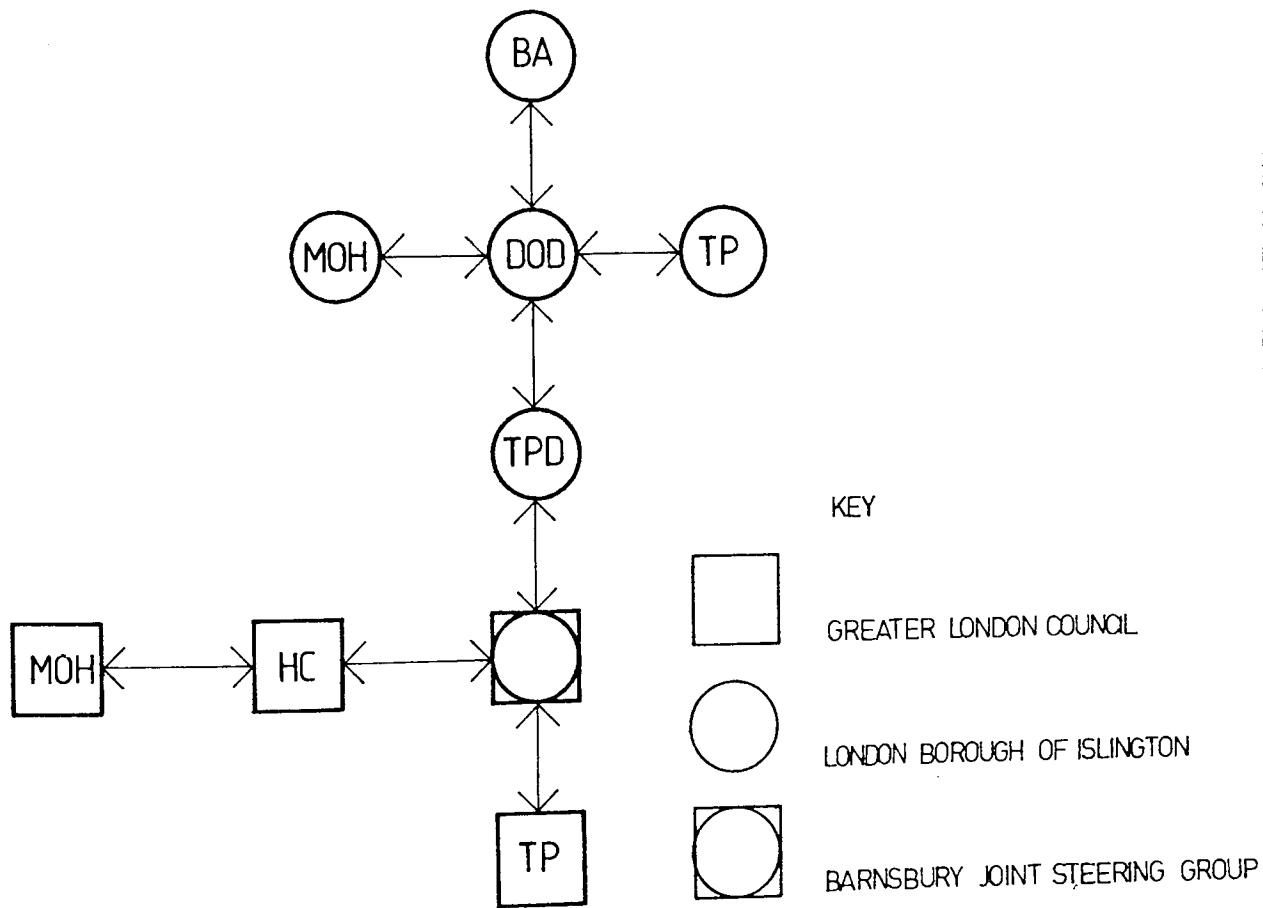 BA
MOH
DOD
TP
TPD
KEY
GREATER LONDON COUNCIL
MOH
HC
LONDON BOROUGH OF ISLINGTON
TP
BARNSBURY JOINT STEERING GROUP